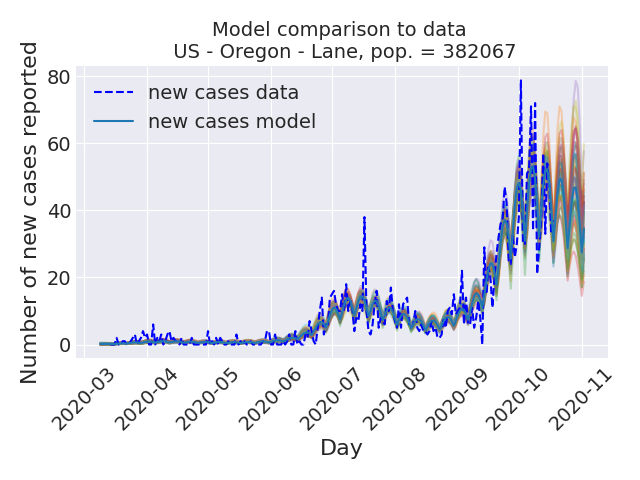 Model comparison to data
US - Oregon - Lane, pop. = 382067
Number of new cases reported
80
60
40
20
0
new cases data
new cases model
2020-03
2020-04
2020-05
2020-06
2020-07
2020-08
2020-09
2020-10
2020-11
Day